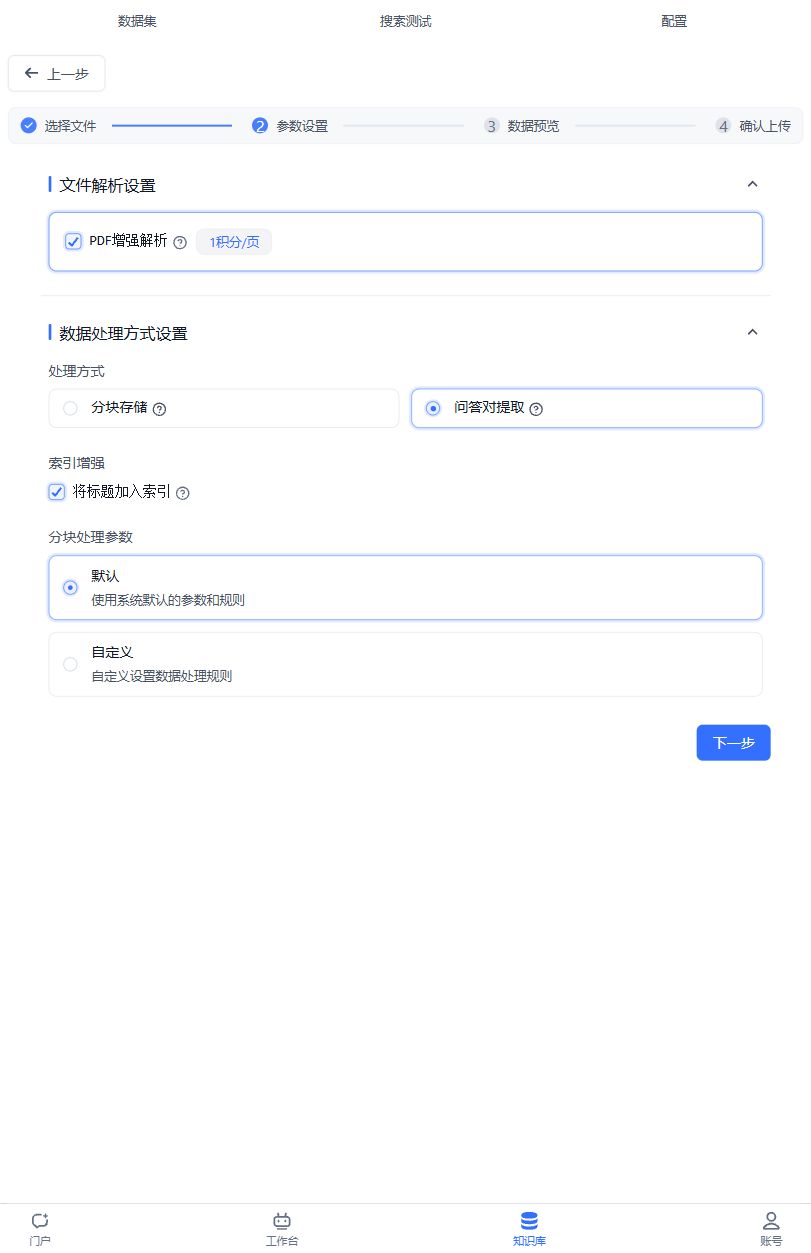 数据集 搜索测试 配置
上一步
选择文件 2 参数设置 3 数据预览 4 确认上传
文件解析设置
PDF增强解析 1积分/页
数据处理方式设置
处理方式
分块存储 问答对提取
索引增强
将标题加入索引
分块处理参数
默认
使用系统默认的参数和规则
自定义
自定义设置数据处理规则
下一步
门户 工作台 知识库 账号